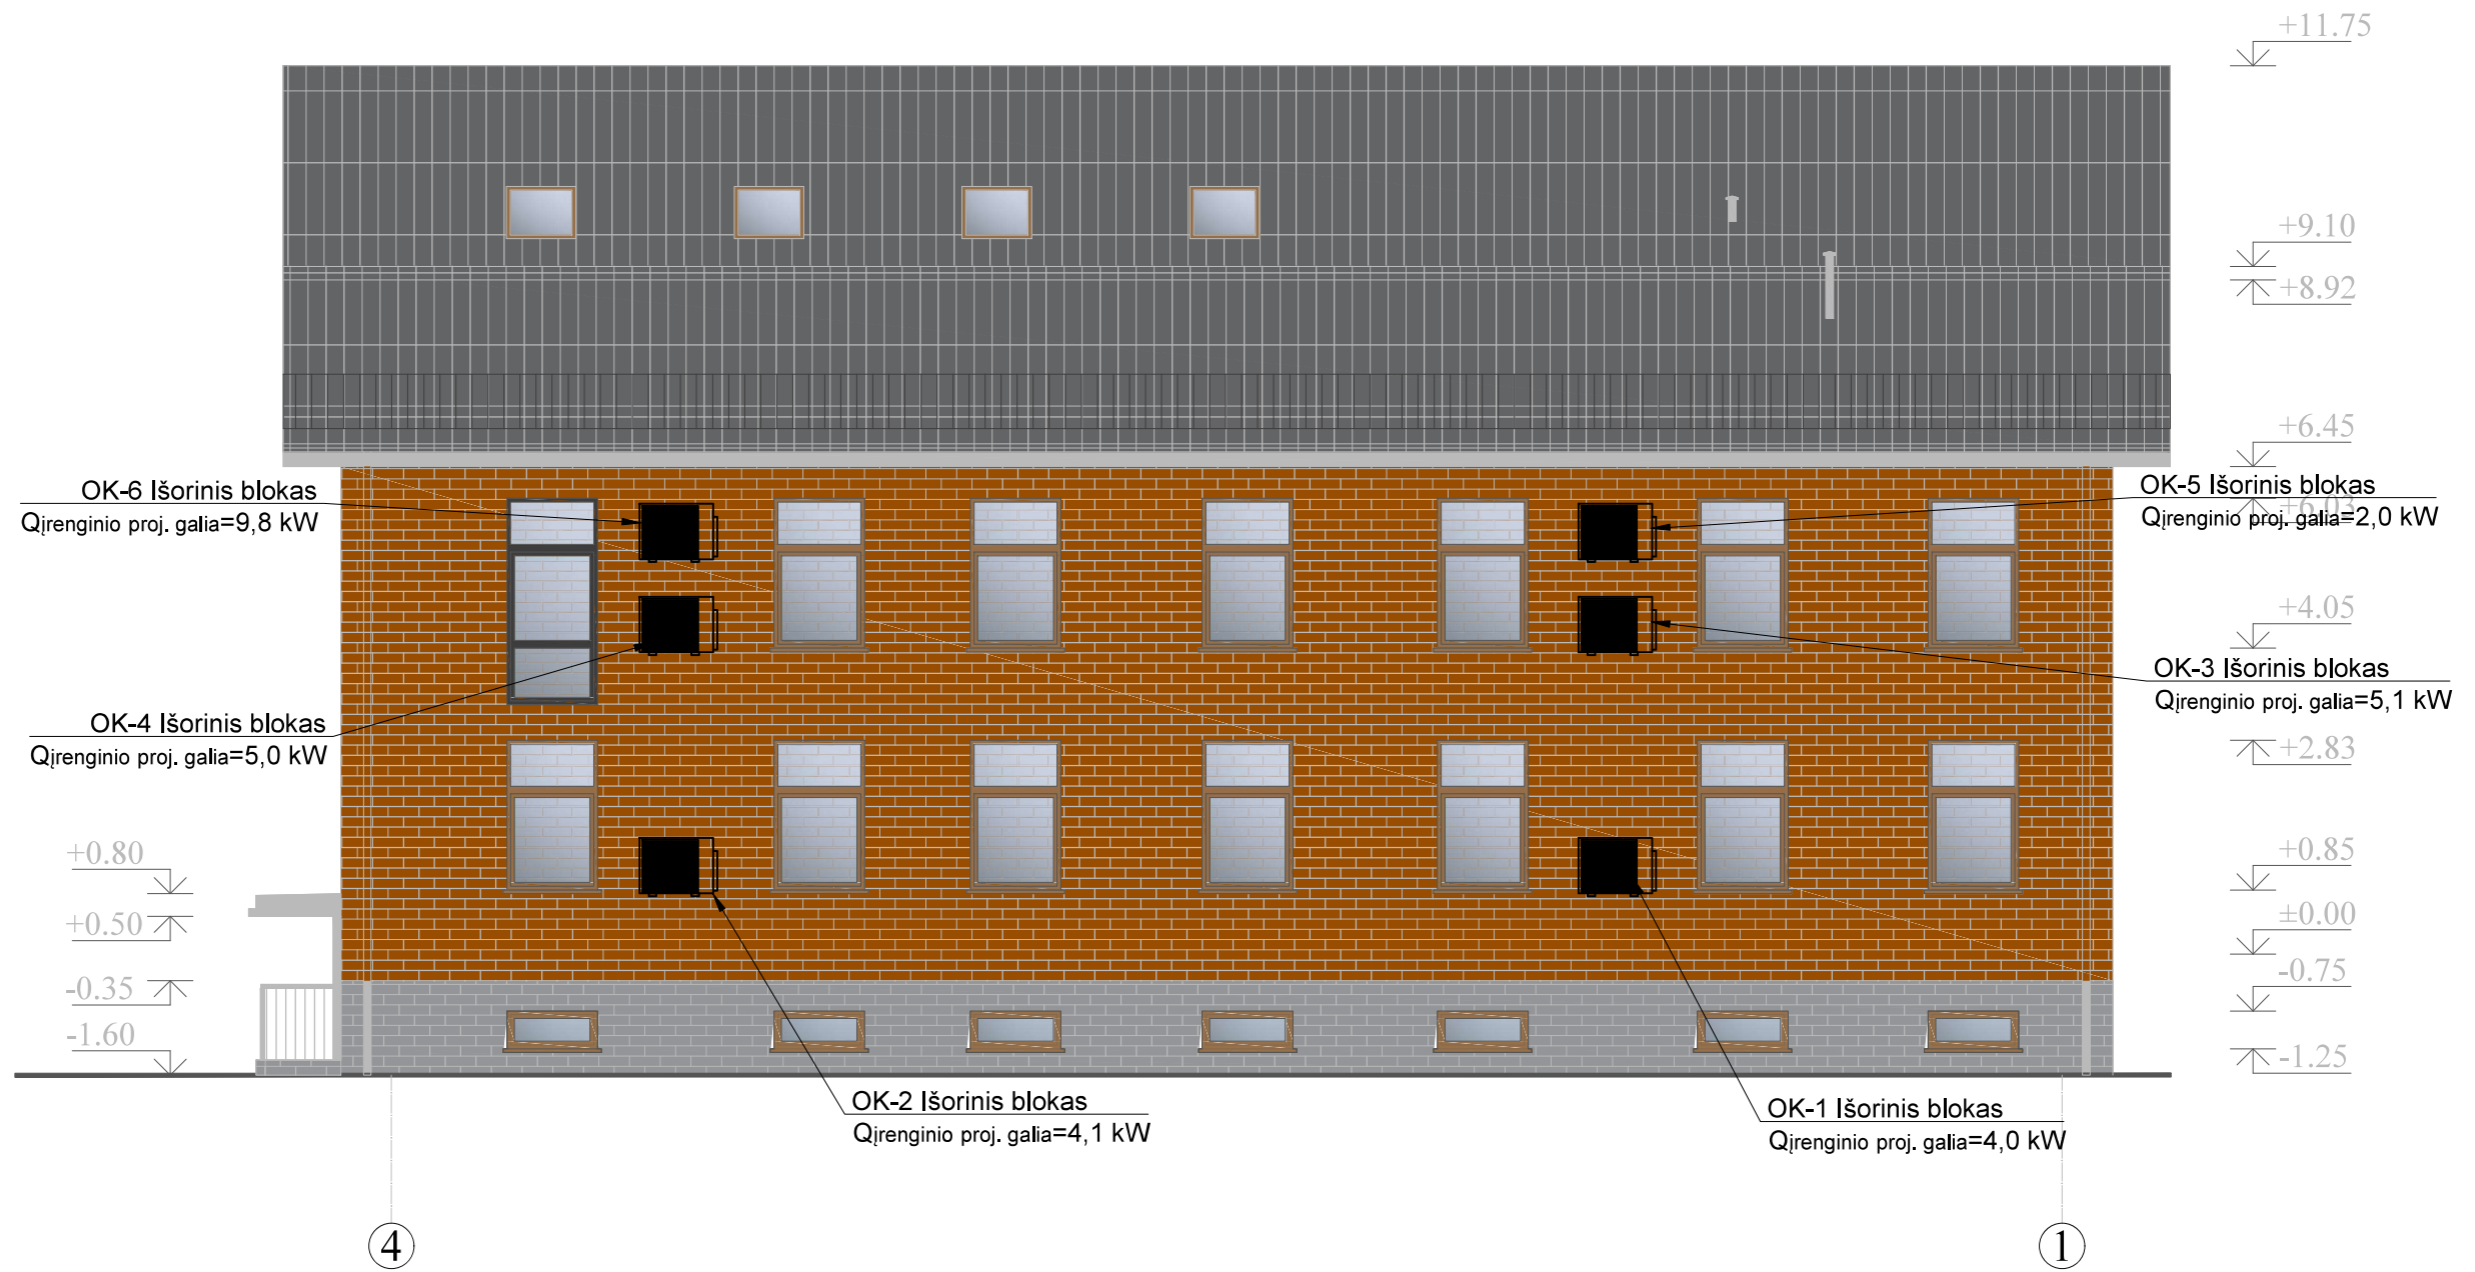 +11.75
+9.10
+8.92
+6.45
OK-6 Išorinis blokas
Qįrenginio proj. galia=9,8 kW
OK-5 Išorinis blokas
+6.03
Qįrenginio proj. galia=2,0 kW
+4.05
OK-3 Išorinis blokas
Qįrenginio proj. galia=5,1 kW
OK-4 Išorinis blokas
Qįrenginio proj. galia=5,0 kW
+2.83
+0.80
+0.85
+0.50
±0.00
-0.35
-0.75
-1.60
-1.25
OK-2 Išorinis blokas
Qįrenginio proj. galia=4,1 kW
OK-1 Išorinis blokas
Qįrenginio proj. galia=4,0 kW
4
1